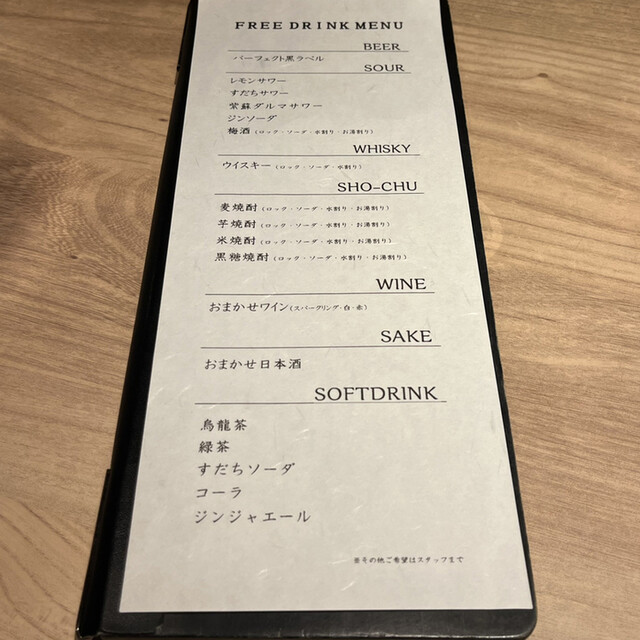 FREE DRINK MENU
BEER
パーフェクト黒ラベル
SOUR
レモンサワー
すだちサワー
紫蘇ダルマサワー
ジンソーダ
梅酒(ロック・ソーダ・水割り・お湯割り)
WHISKY
ウイスキー(ロック・ソーダ・水割り)
SHO-CHU
麦焼酎(ロック・ソーダ・水割り・お湯割り)
芋焼酎(ロック・ソーダ・水割り・お湯割り)
米焼酎(ロック・ソーダ・水割り・お湯割り)
黒糖焼酎(ロック・ソーダ・水割り・お湯割り)
WINE
おまかせワイン(スパークリング・白・赤)
SAKE
おまかせ日本酒
SOFTDRINK
烏龍茶
緑茶
すだちソーダ
コーラ
ジンジャエール
※その他ご希望はスタッフまで